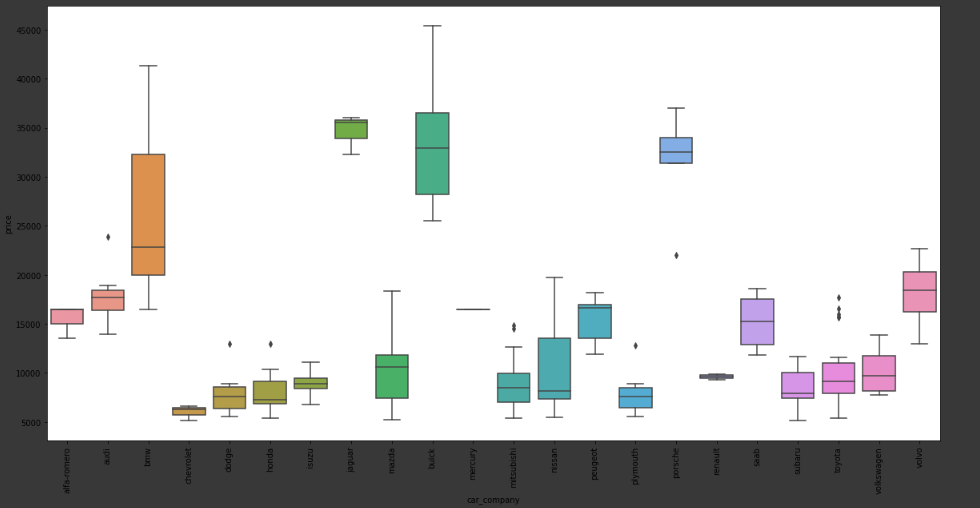 45000
40000
35000
30000
25000
20000
15000
10000
5000
price
alfa-romero
audi
bmw
chevrolet
dodge
honda
isuzu
jaguar
mazda
buick
mercury
mitsubishi
nissan
peugeot
plymouth
porsche
renault
saab
subaru
toyota
volkswagen
volvo
car_company